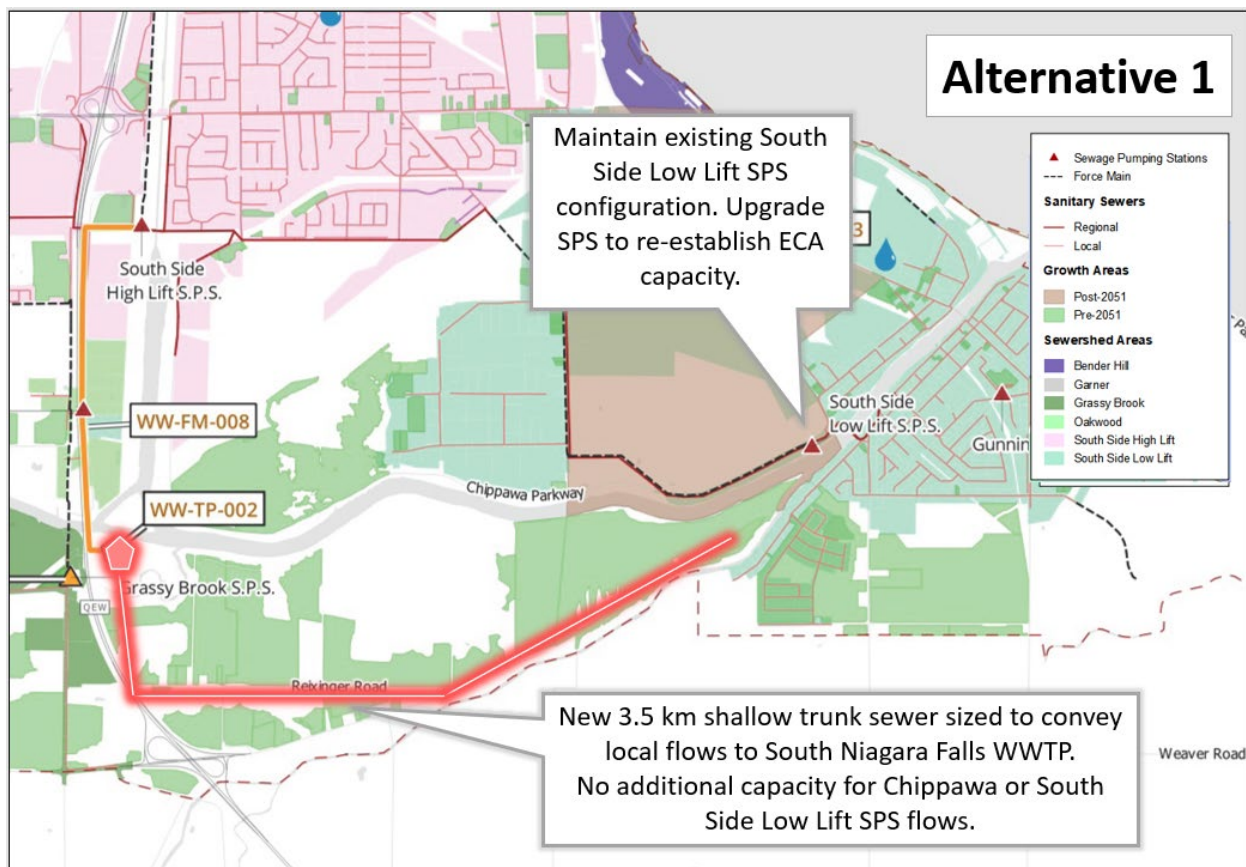 Alternative 1
Maintain existing South
Side Low Lift SPS
configuration. Upgrade
SPS to re-establish ECA
capacity.
3
Sewage Pumping Stations
Force Main
Sanitary Sewers
Regional
Local
Growth Areas
Post-2051
Pre-2051
Sewershed Areas
Bender Hill
Garner
Grassy Brook
Oakwood
South Side High Lift
South Side Low Lift
South Side
High Lift S.P.S.
South Side
Low Lift S.P.S.
Gunnin
WW-FM-008
Chippawa Parkway
WW-TP-002
Grassy Brook S.P.S.
QEW
Reixinger Road
New 3.5 km shallow trunk sewer sized to convey
local flows to South Niagara Falls WWTP.
No additional capacity for Chippawa or South
Side Low Lift SPS flows.
Weaver Road